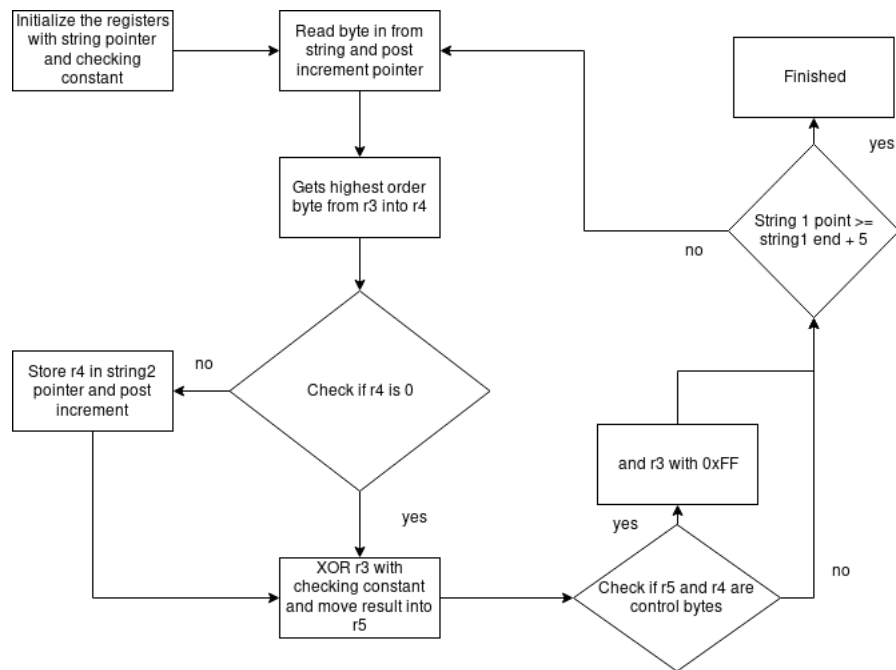 Initialize the registers
with string pointer
and checking
constant
Read byte in from
string and post
increment pointer
Finished
yes
Gets highest order
byte from r3 into r4
String 1 point >=
string1 end + 5
no
Store r4 in string2
pointer and post
increment
no
Check if r4 is 0
yes
and r3 with 0xFF
yes
XOR r3 with
checking constant
and move result into
r5
Check if r5 and r4 are
control bytes
no